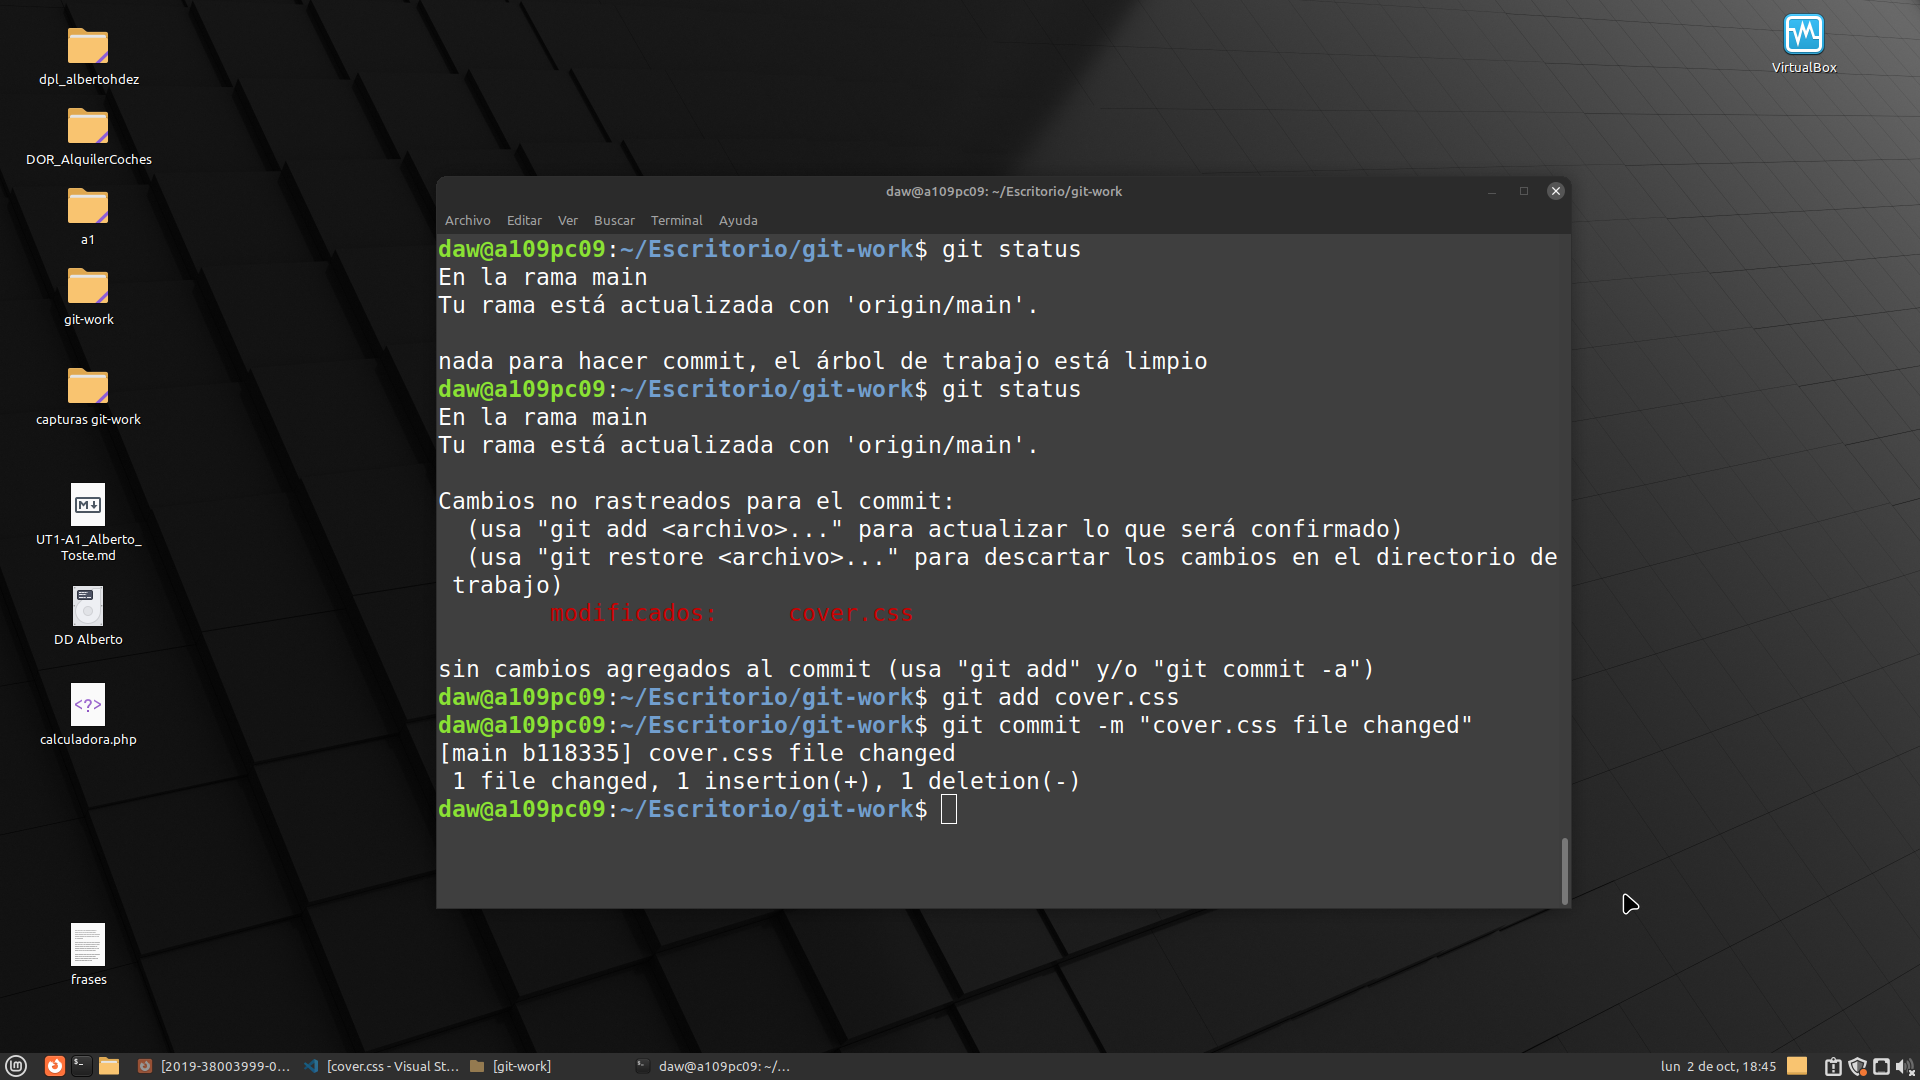 dpl_albertohdez
DOR_AlquilerCoches
a1
git-work
capturas git-work
M
UT1-A1_Alberto_
Toste.md
DD Alberto
<?>
calculadora.php
frases
VirtualBox
daw@a109pc09: ~/Escritorio/git-work
Archivo Editar Ver Buscar Terminal Ayuda
daw@a109pc09:~/Escritorio/git-work$ git status
En la rama main
Tu rama está actualizada con 'origin/main'.
nada para hacer commit, el árbol de trabajo está limpio
daw@a109pc09:~/Escritorio/git-work$ git status
En la rama main
Tu rama está actualizada con 'origin/main'.
Cambios no rastreados para el commit:
(usa "git add <archivo>..." para actualizar lo que será confirmado)
(usa "git restore <archivo>..." para descartar los cambios en el directorio de
trabajo)
modificados: cover.css
sin cambios agregados al commit (usa "git add" y/o "git commit -a")
daw@a109pc09:~/Escritorio/git-work$ git add cover.css
daw@a109pc09:~/Escritorio/git-work$ git commit -m "cover.css file changed"
[main b118335] cover.css file changed
1 file changed, 1 insertion(+), 1 deletion(-)
daw@a109pc09:~/Escritorio/git-work$
[2019-38003999-0... [cover.css - Visual St... [git-work] daw@a109pc09: ~/... lun 2 de oct, 18:45